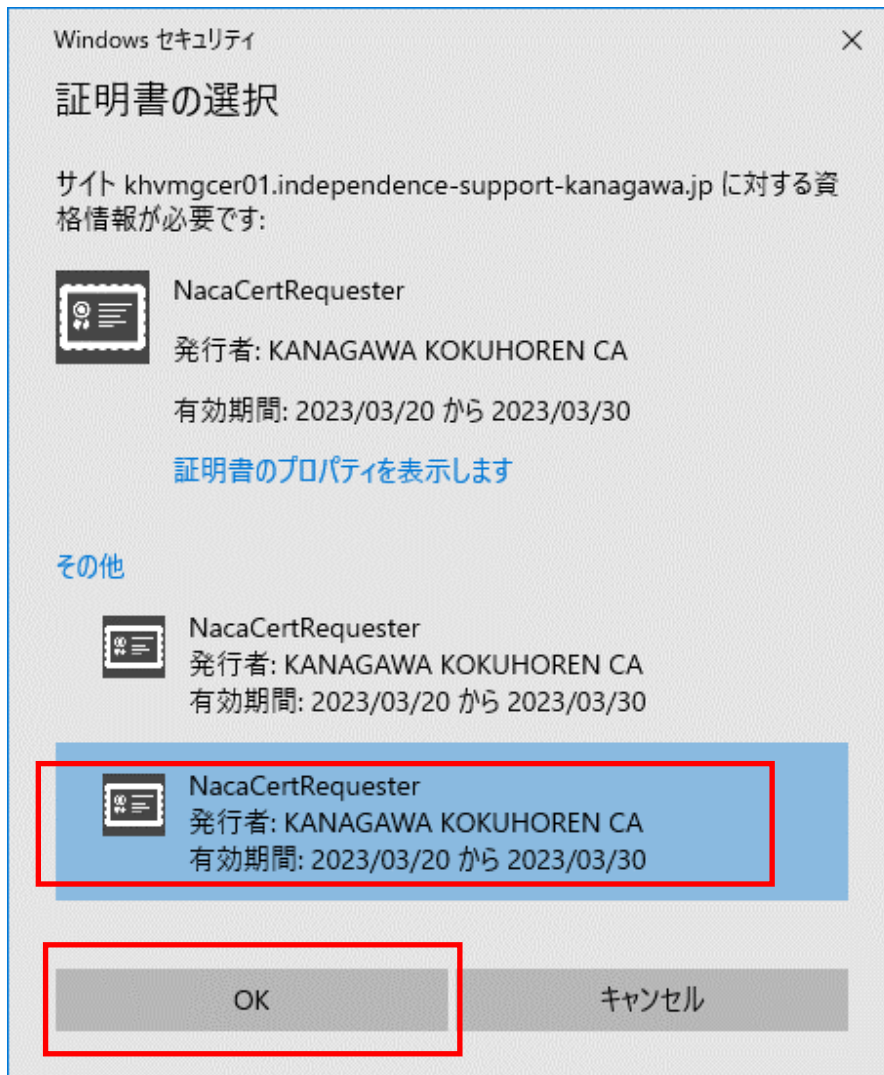 Windows セキュリティ
証明書の選択
サイト khvmgcer01.independence-support-kanagawa.jp に対する資
格情報が必要です:
NacaCertRequester
発行者: KANAGAWA KOKUHOREN CA
有効期間: 2023/03/20 から 2023/03/30
証明書のプロパティを表示します
その他
NacaCertRequester
発行者: KANAGAWA KOKUHOREN CA
有効期間: 2023/03/20 から 2023/03/30
NacaCertRequester
発行者: KANAGAWA KOKUHOREN CA
有効期間: 2023/03/20 から 2023/03/30
OK
キャンセル